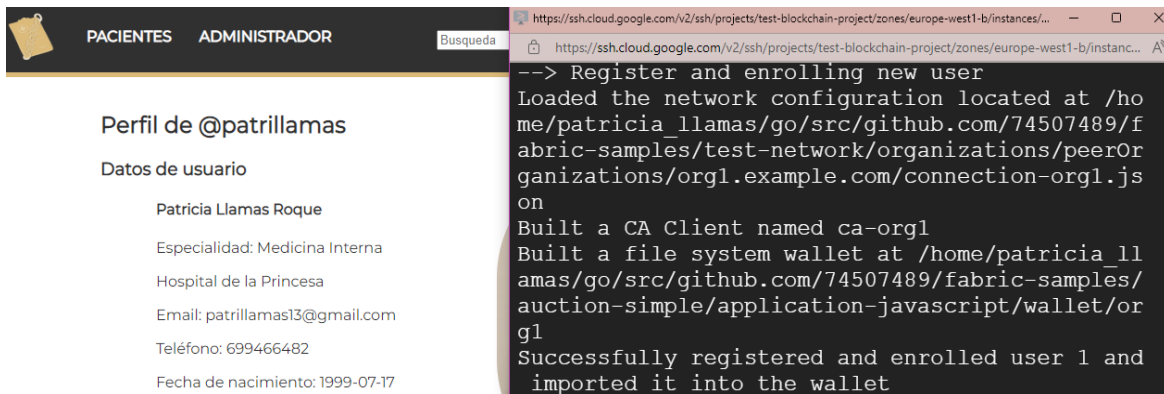 PACIENTES ADMINISTRADOR
Busqueda
Perfil de @patrillamas
Datos de usuario
Patricia Llamas Roque
Especialidad: Medicina Interna
Hospital de la Princesa
Email: patrillamas13@gmail.com
Teléfono: 699466482
Fecha de nacimiento: 1999-07-17
https://ssh.cloud.google.com/v2/ssh/projects/test-blockchain-project/zones/europe-west1-b/instances/...
https://ssh.cloud.google.com/v2/ssh/projects/test-blockchain-project/zones/europe-west1-b/instanc...
--> Register and enrolling new user
Loaded the network configuration located at /ho
me/patricia_llamas/go/src/github.com/74507489/f
abric-samples/test-network/organizations/peerOr
ganizations/org1.example.com/connection-org1.js
on
Built a CA Client named ca-org1
Built a file system wallet at /home/patricia_ll
amas/go/src/github.com/74507489/fabric-samples/
auction-simple/application-javascript/wallet/or
g1
Successfully registered and enrolled user 1 and
imported it into the wallet